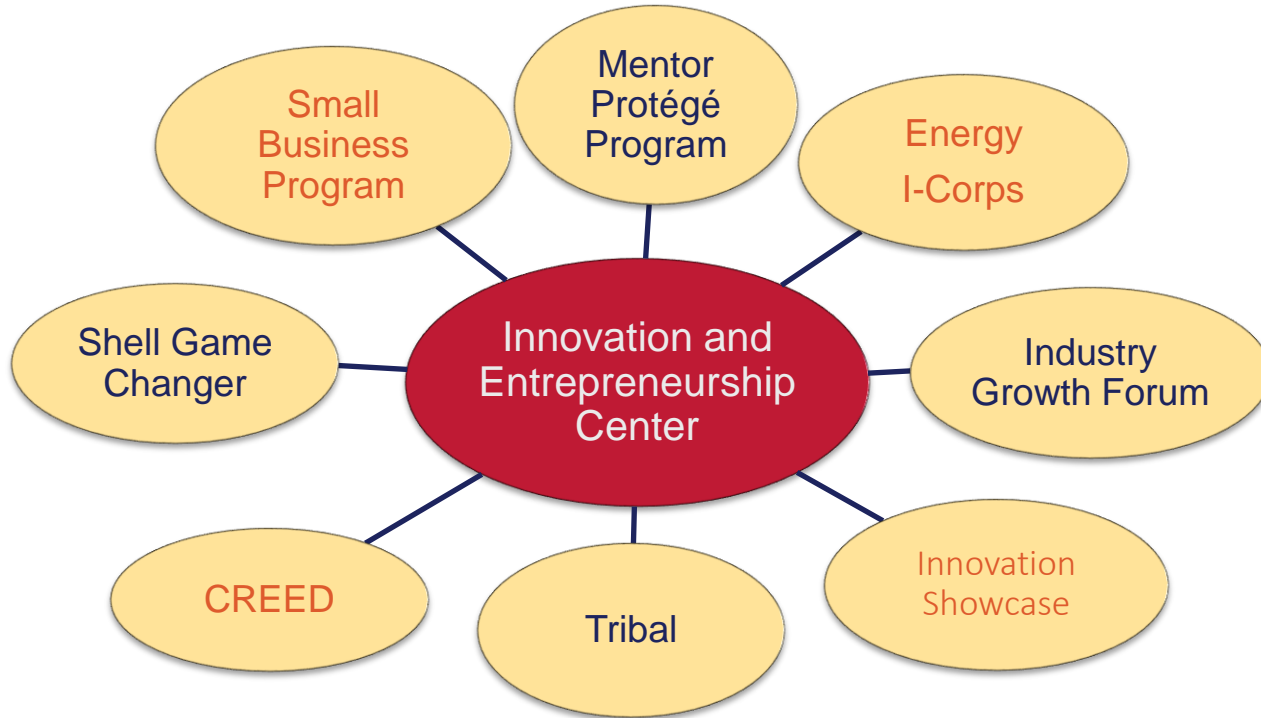 Small
Business
Program
Mentor
Protégé
Program
Energy
I-Corps
Shell Game
Changer
Innovation and
Entrepreneurship
Center
Industry
Growth Forum
CREED
Tribal
Innovation
Showcase